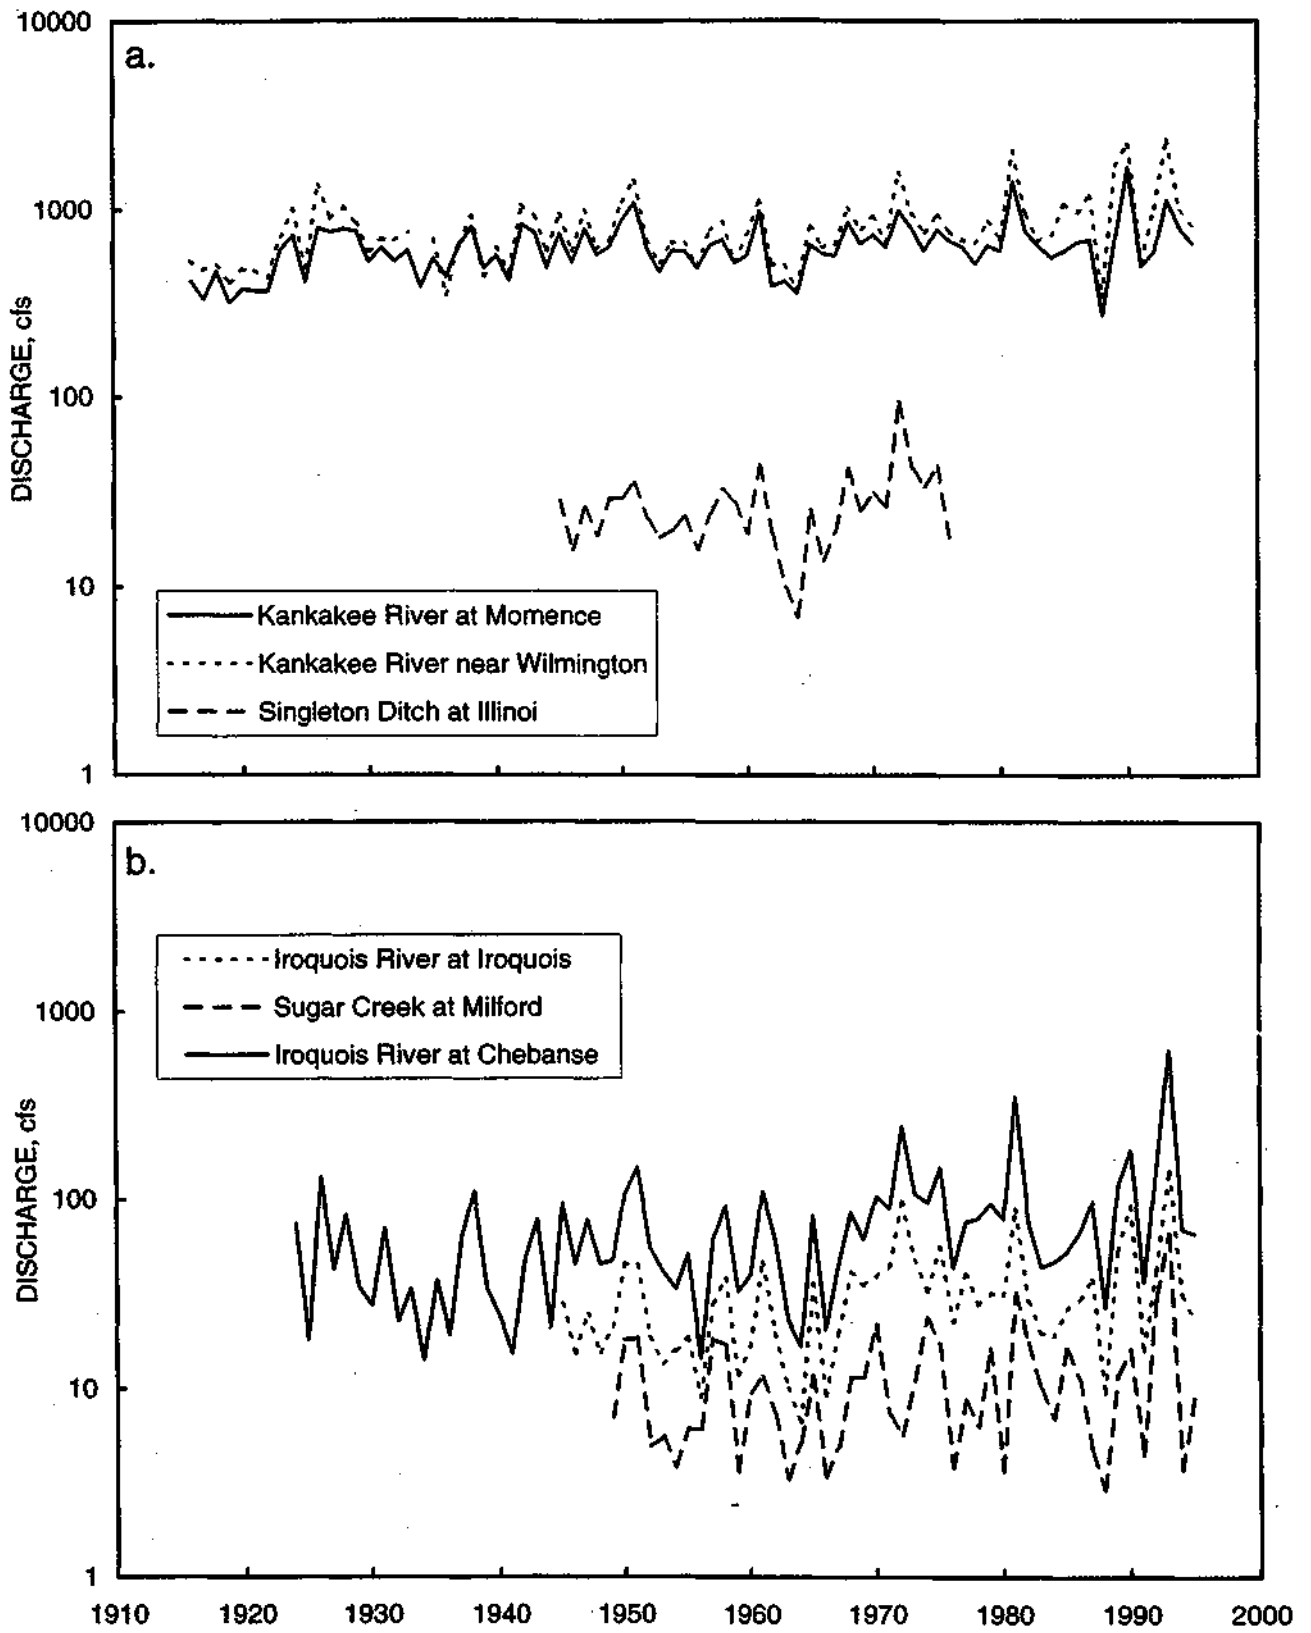 10000
a.
1000
DISCHARGE, cfs
100
10
Kankakee River at Momence
Kankakee River near Wilmington
Singleton Ditch at Illinoi
1
10000
b.
Iroquois River at Iroquois
1000
Sugar Creek at Milford
Iroquois River at Chebanse
DISCHARGE, cfs
100
10
1
1910 1920 1930 1940 1950 1960 1970 1980 1990 2000